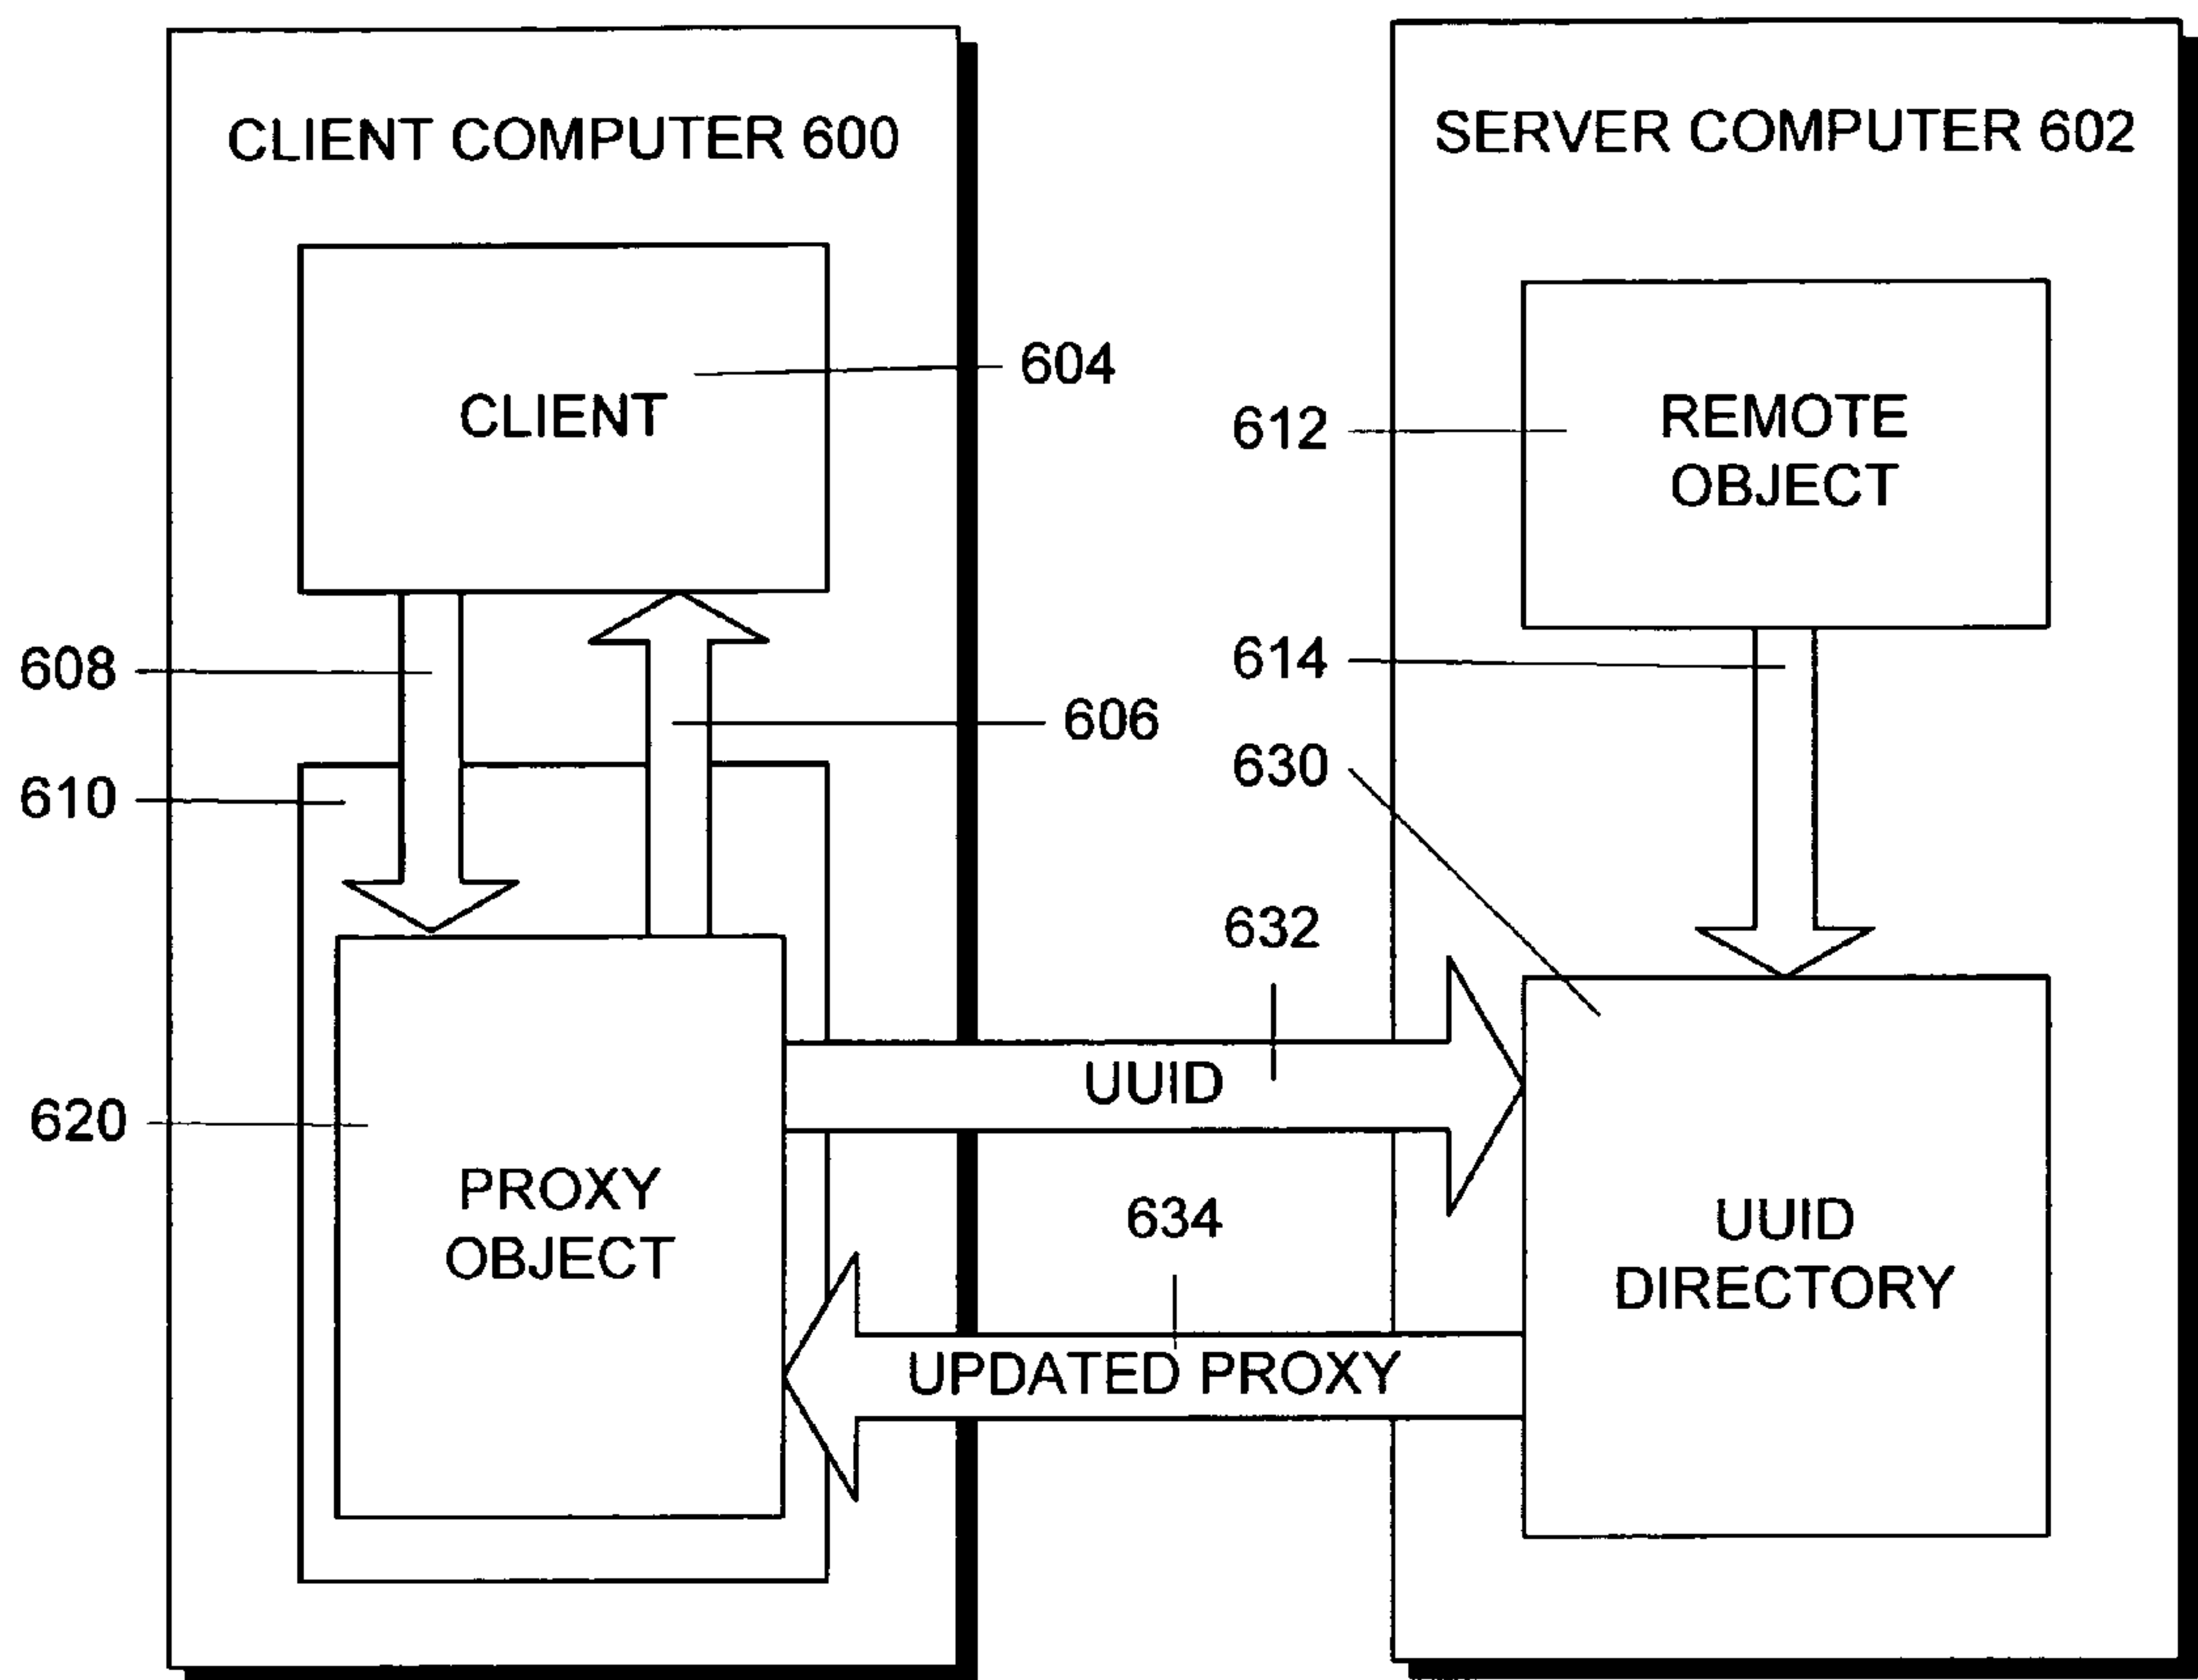 CLIENT COMPUTER 600
SERVER COMPUTER 602
CLIENT
604
612
REMOTE
OBJECT
608
606
614
610
630
632
UUID
620
PROXY
OBJECT
634
UUID
DIRECTORY
UPDATED PROXY